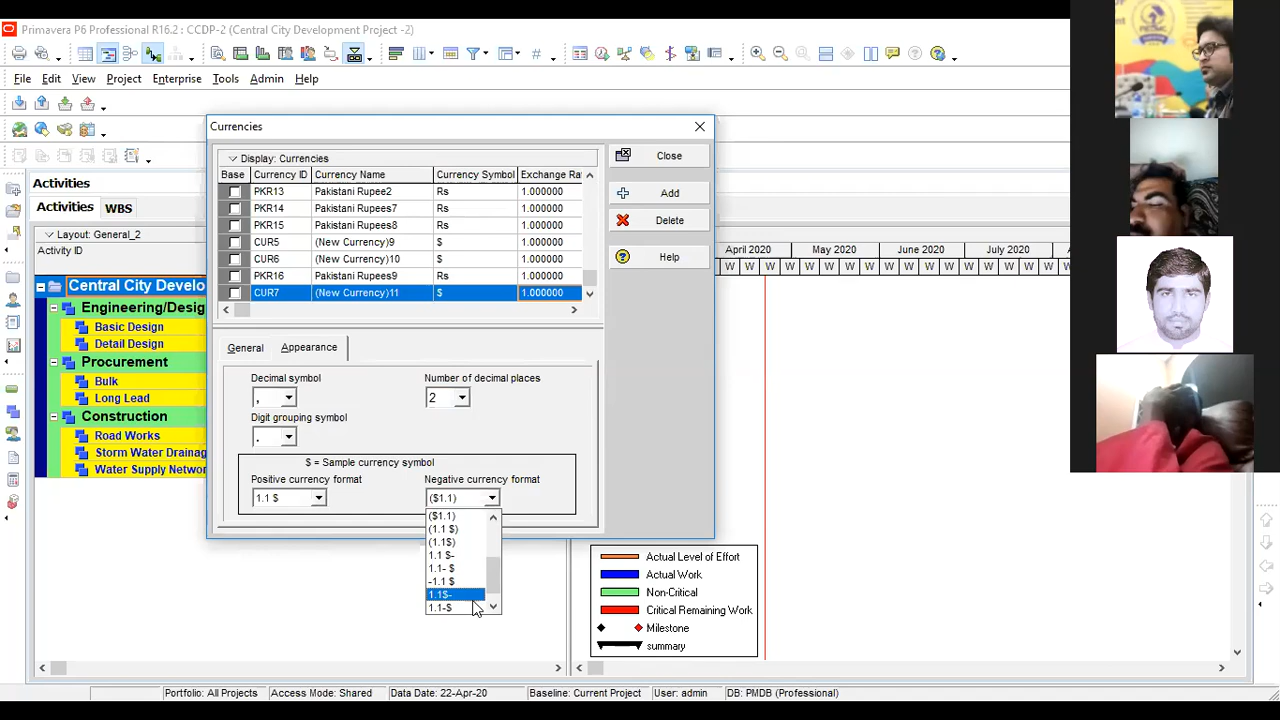 Primavera P6 Professional R16.2 : CCDP-2 (Central City Development Project -2)
File Edit View Project Enterprise Tools Admin Help
Activities
Activities WBS
Layout: General_2
Activity ID
Central City Develo
Engineering/Desig
Basic Design
Detail Design
Procurement
Bulk
Long Lead
Construction
Road Works
Storm Water Drainag
Water Supply Networ
Currencies
Display: Currencies
Base Currency ID Currency Name Currency Symbol Exchange Rat
PKR13 Pakistani Rupee2 Rs 1.000000
PKR14 Pakistani Rupees7 Rs 1.000000
PKR15 Pakistani Rupees8 Rs 1.000000
CUR5 (New Currency)9 $ 1.000000
CUR6 (New Currency)10 $ 1.000000
PKR16 Pakistani Rupees9 Rs 1.000000
CUR7 (New Currency)11 $ 1.000000
Close
Add
Delete
Help
General Appearance
Decimal symbol Number of decimal places
, 2
Digit grouping symbol
.
$ = Sample currency symbol
Positive currency format Negative currency format
1.1 $ ($1.1)
($1.1)
(1.1 $)
(1.1$)
1.1 $-
1.1- $
-1.1 $
1.1$-
1.1-$
April 2020 May 2020 June 2020 July 2020
W W W W W W W W W W W W W W W W W W
Actual Level of Effort
Actual Work
Non-Critical
Critical Remaining Work
Milestone
summary
Portfolio: All Projects Access Mode: Shared Data Date: 22-Apr-20 Baseline: Current Project User: admin DB: PMDB (Professional)